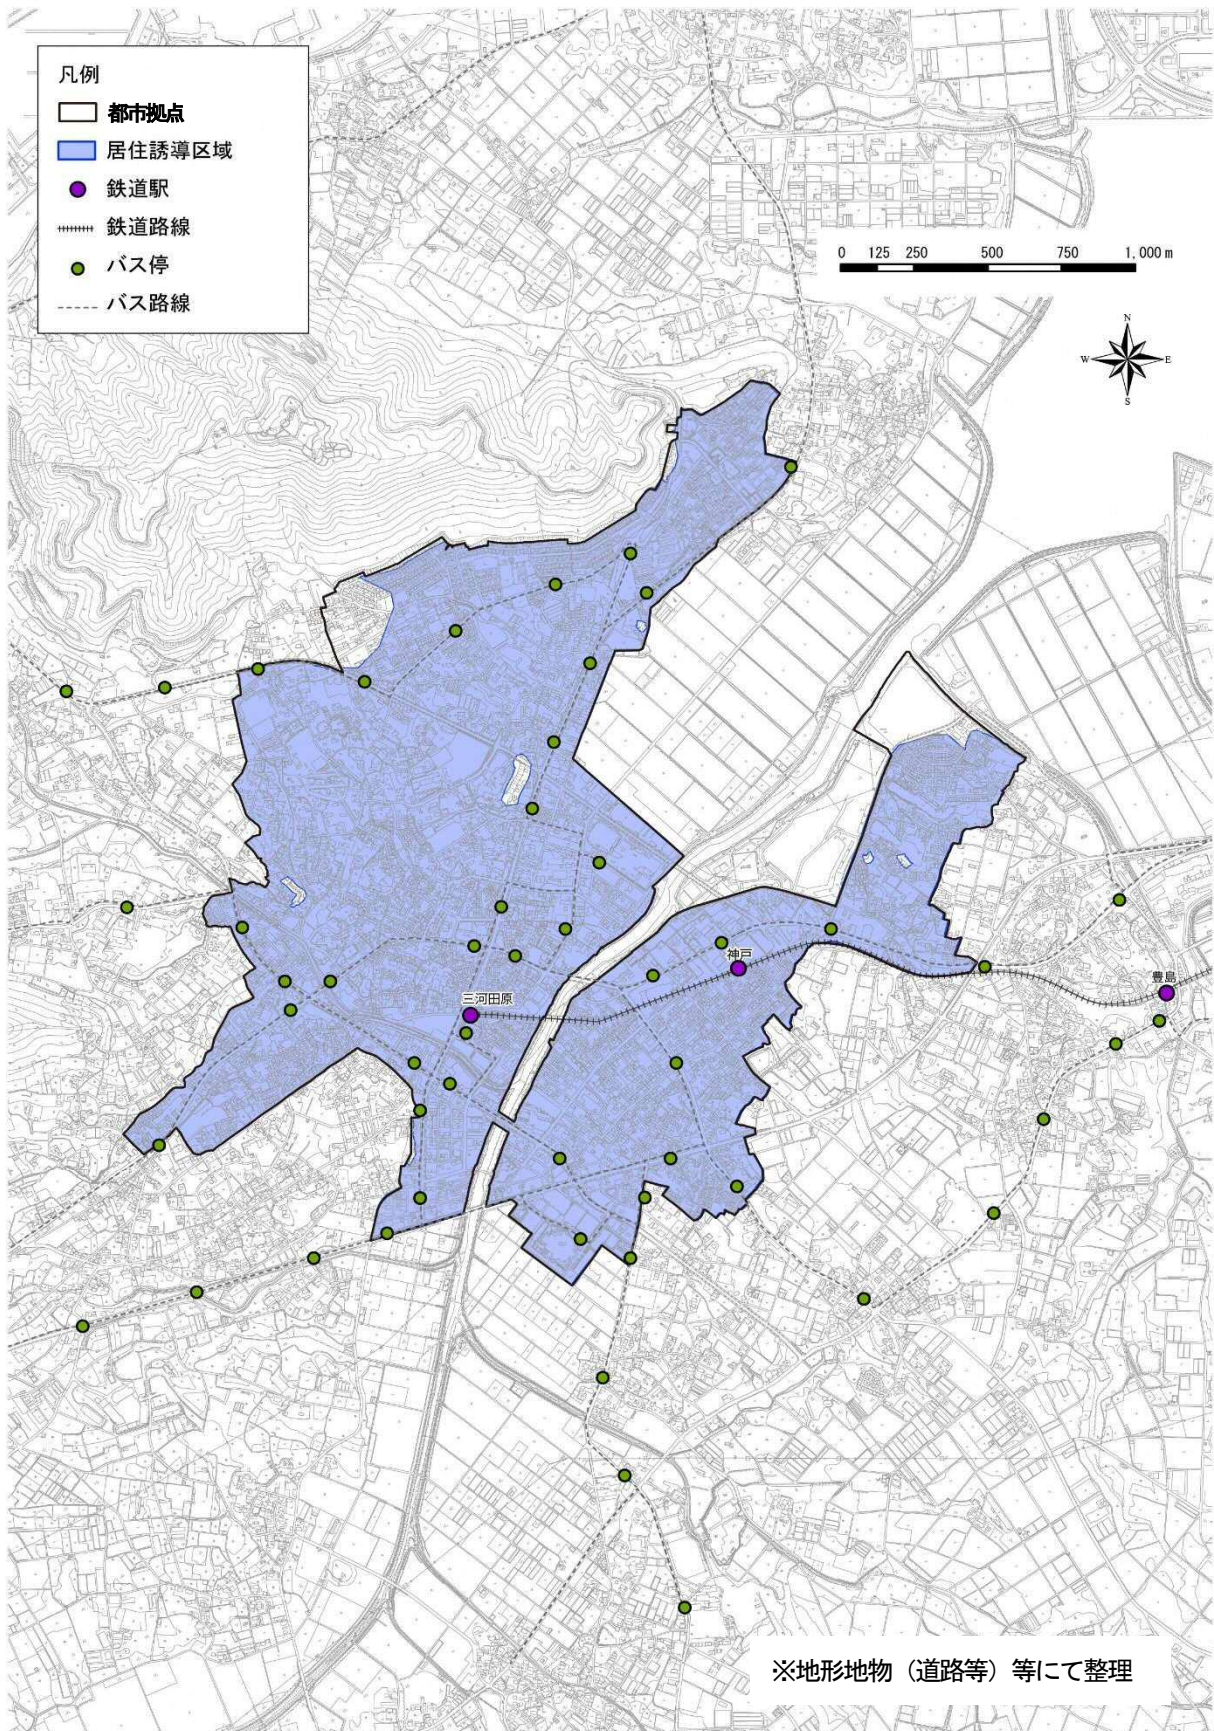 凡例
都市拠点
居住誘導区域
鉄道駅
鉄道路線
バス停
バス路線
0 125 250 500 750 1,000 m
N
W E
S
神戸
豊島
三河田原
※地形地物（道路等）等にて整理